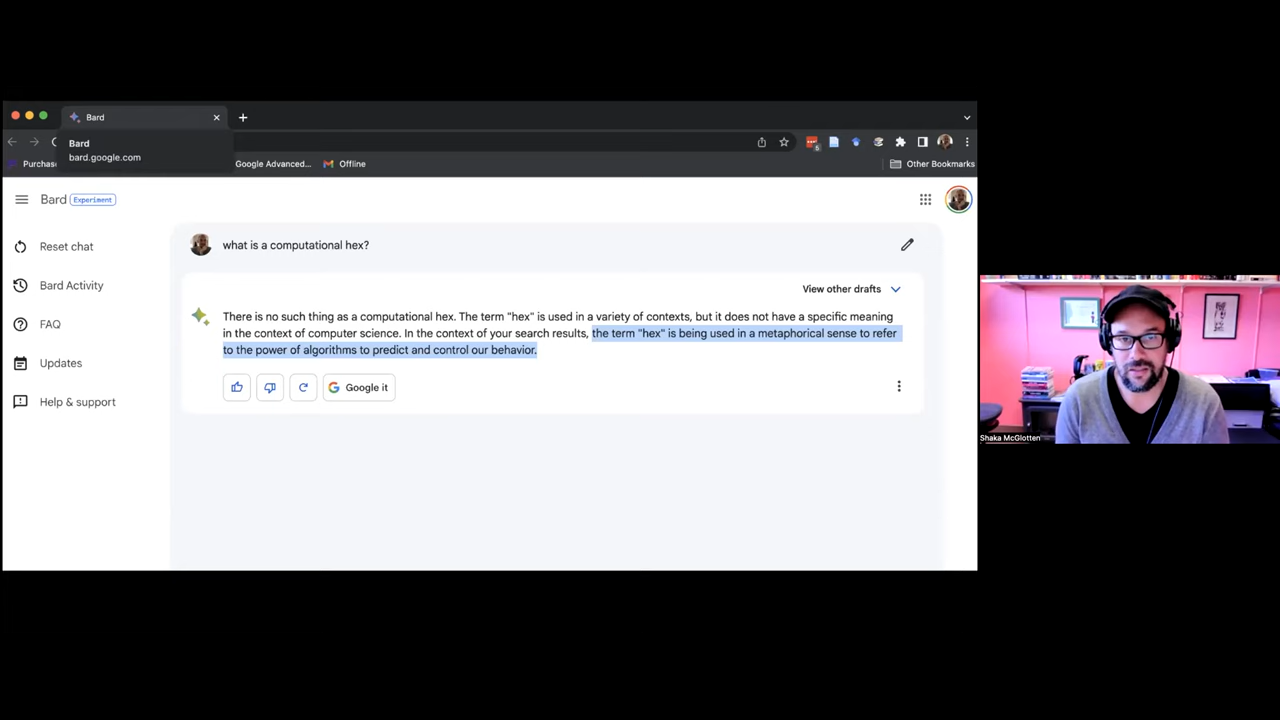 Bard
Bard
bard.google.com
5
Purchas
Google Advanced...
Offline
Other Bookmarks
Bard Experiment
Reset chat
what is a computational hex?
Bard Activity
View other drafts
There is no such thing as a computational hex. The term "hex" is used in a variety of contexts, but it does not have a specific meaning
in the context of computer science. In the context of your search results, the term "hex" is being used in a metaphorical sense to refer
to the power of algorithms to predict and control our behavior.
FAQ
Updates
Google it
Help & support
Shaka McGlotten